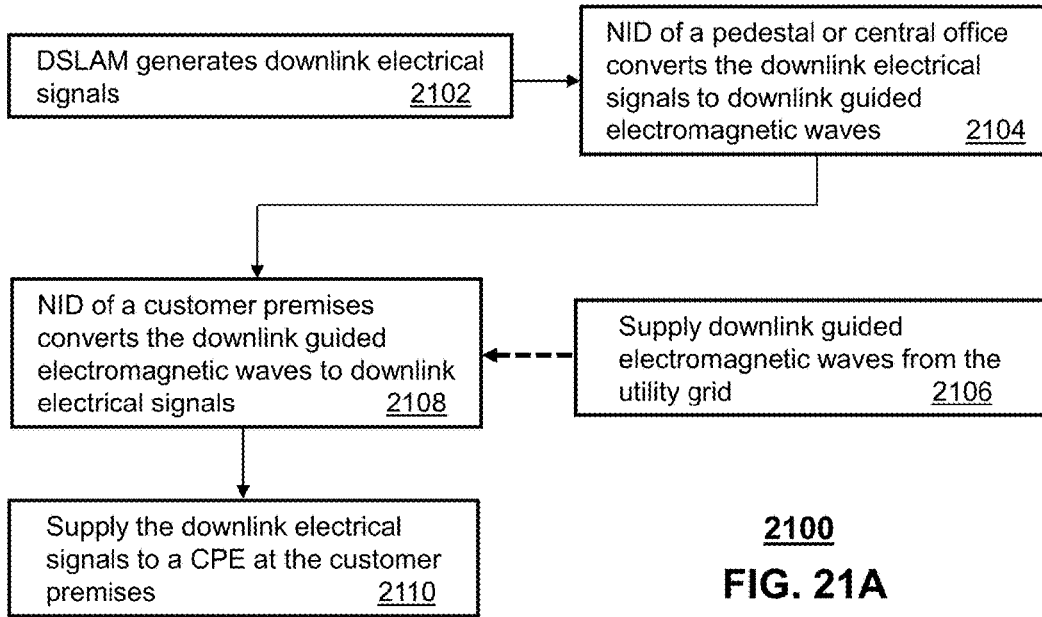 DSLAM generates downlink electrical
signals 2102
NID of a pedestal or central office
converts the downlink electrical
signals to downlink guided
electromagnetic waves 2104
NID of a customer premises
converts the downlink guided
electromagnetic waves to downlink
electrical signals 2108
Supply downlink guided
electromagnetic waves from the
utility grid 2106
Supply the downlink electrical
signals to a CPE at the customer
premises 2110
2100
FIG. 21A